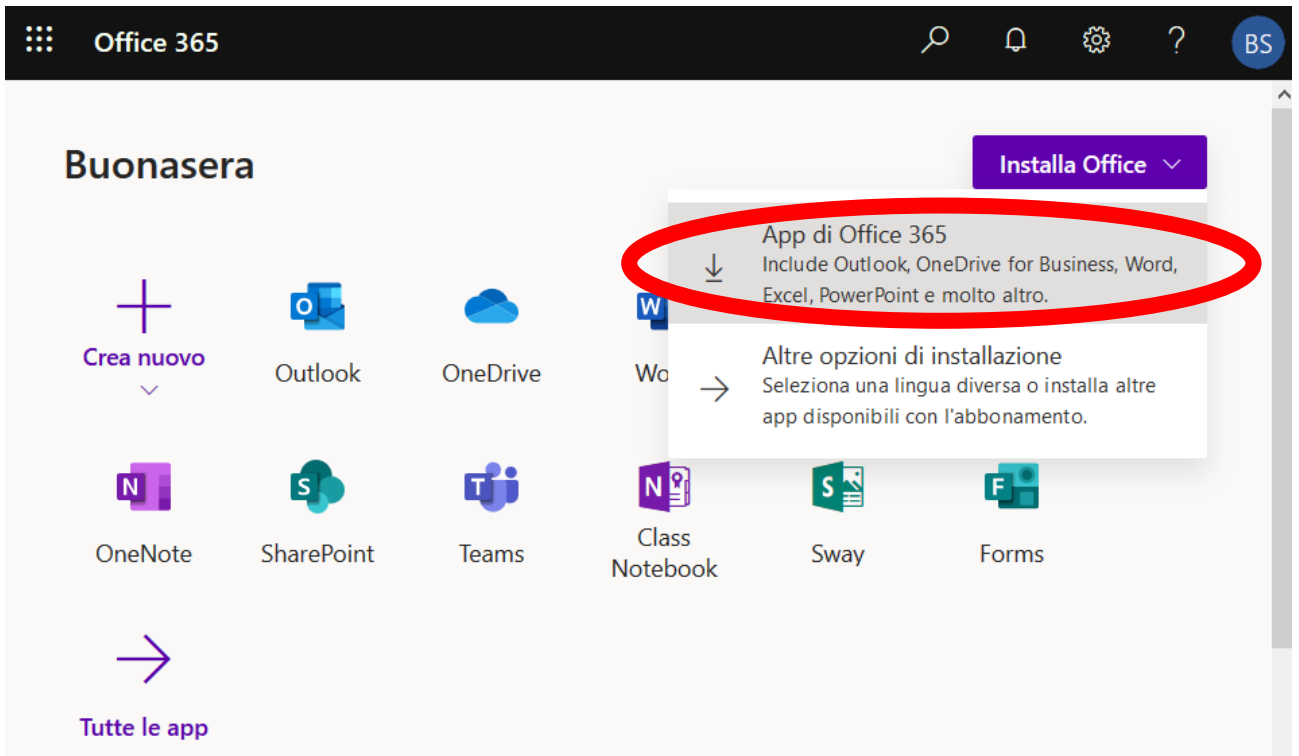 Office 365
?
BS
Buonasera
Installa Office
App di Office 365
Include Outlook, OneDrive for Business, Word,
Excel, PowerPoint e molto altro.
Altre opzioni di installazione
Seleziona una lingua diversa o installa altre
app disponibili con l'abbonamento.
Crea nuovo
Outlook
OneDrive
Wo
OneNote
SharePoint
Teams
Class
Notebook
Sway
Forms
Tutte le app